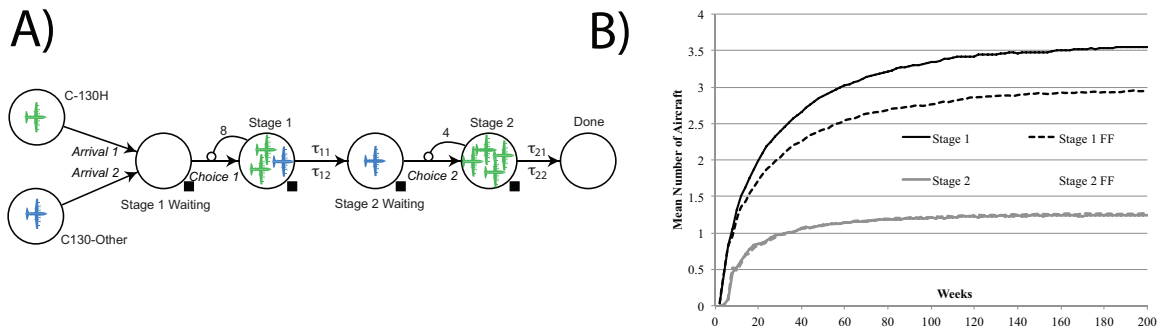 A)
C-130H
Arrival 1
Arrival 2
C130-Other
Stage 1 Waiting
Choice 1
8
Stage 1
τ11
τ12
Stage 2 Waiting
Choice 2
4
Stage 2
τ21
τ22
Done
B)
Mean Number of Aircraft
4
3.5
3
2.5
2
1.5
1
0.5
0
Stage 1
Stage 1 FF
Stage 2
Stage 2 FF
Weeks
0 20 40 60 80 100 120 140 160 180 200